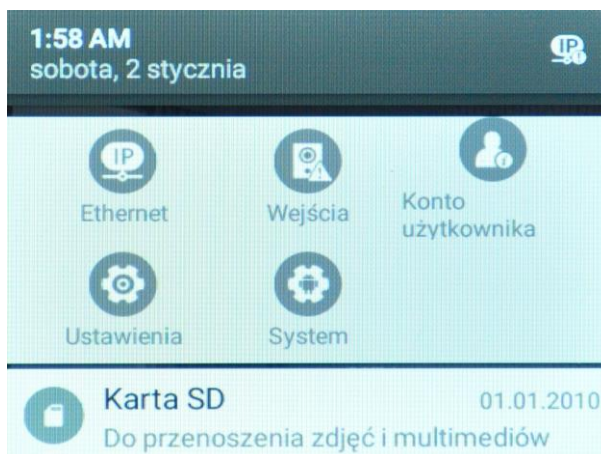 1:58 AM
sobota, 2 stycznia
IP
IP
Ethernet
Wejścia
Konto
użytkownika
Ustawienia
System
Karta SD
01.01.2010
Do przenoszenia zdjęć i multimediów